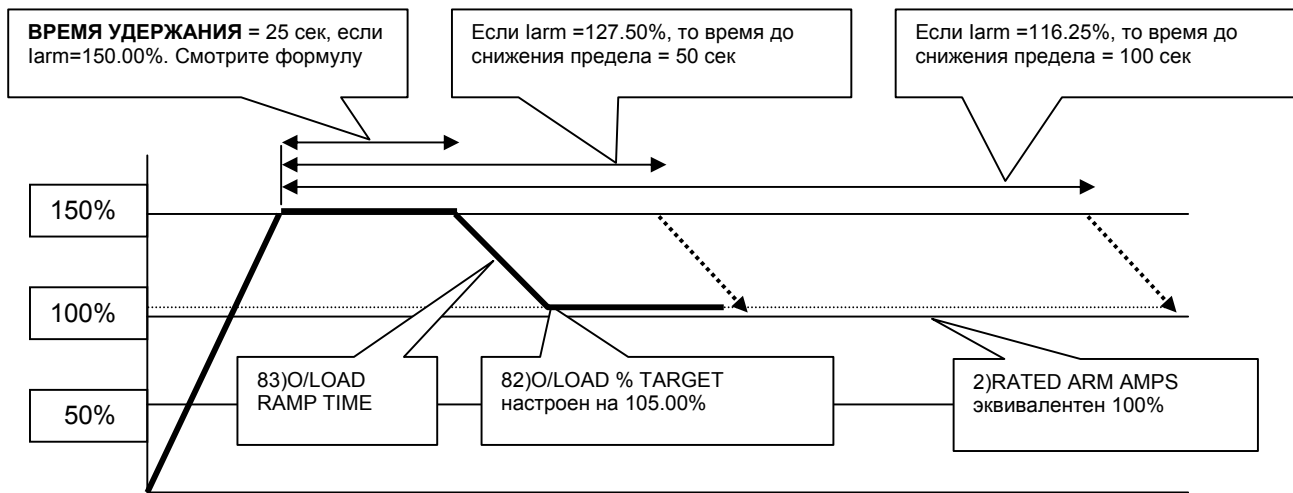 ВРЕМЯ УДЕРЖАНИЯ = 25 сек, если
Iarm=150.00%. Смотрите формулу
Если Iarm =127.50%, то время до
снижения предела = 50 сек
Если Iarm =116.25%, то время до
снижения предела = 100 сек
150%
100%
50%
83)O/LOAD
RAMP TIME
82)O/LOAD % TARGET
настроен на 105.00%
2)RATED ARM AMPS
эквивалентен 100%